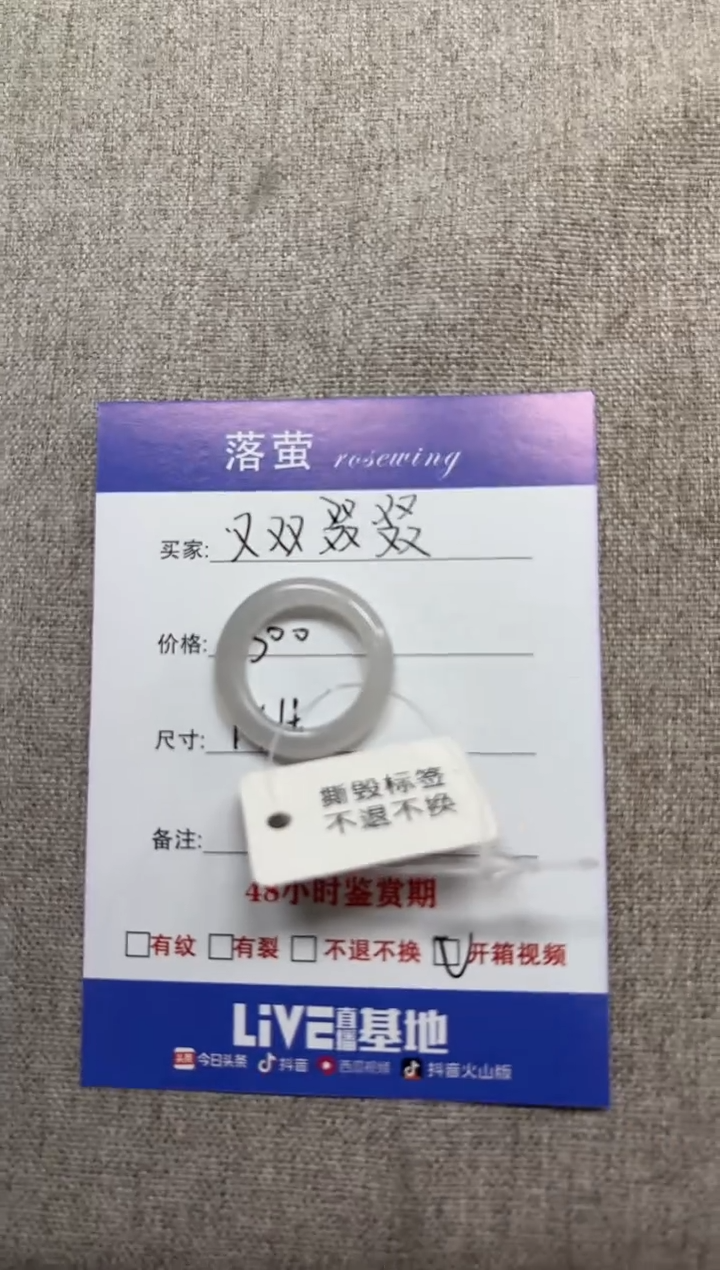 落萤 rosewing
买家: 又双叒叕
价格: 300
尺寸:
撕毁标签
不退不换
备注:
48小时鉴赏期
有纹 有裂 不退不换 开箱视频
LiVE直播基地
头条 今日头条 抖音 西瓜视频 抖音火山版